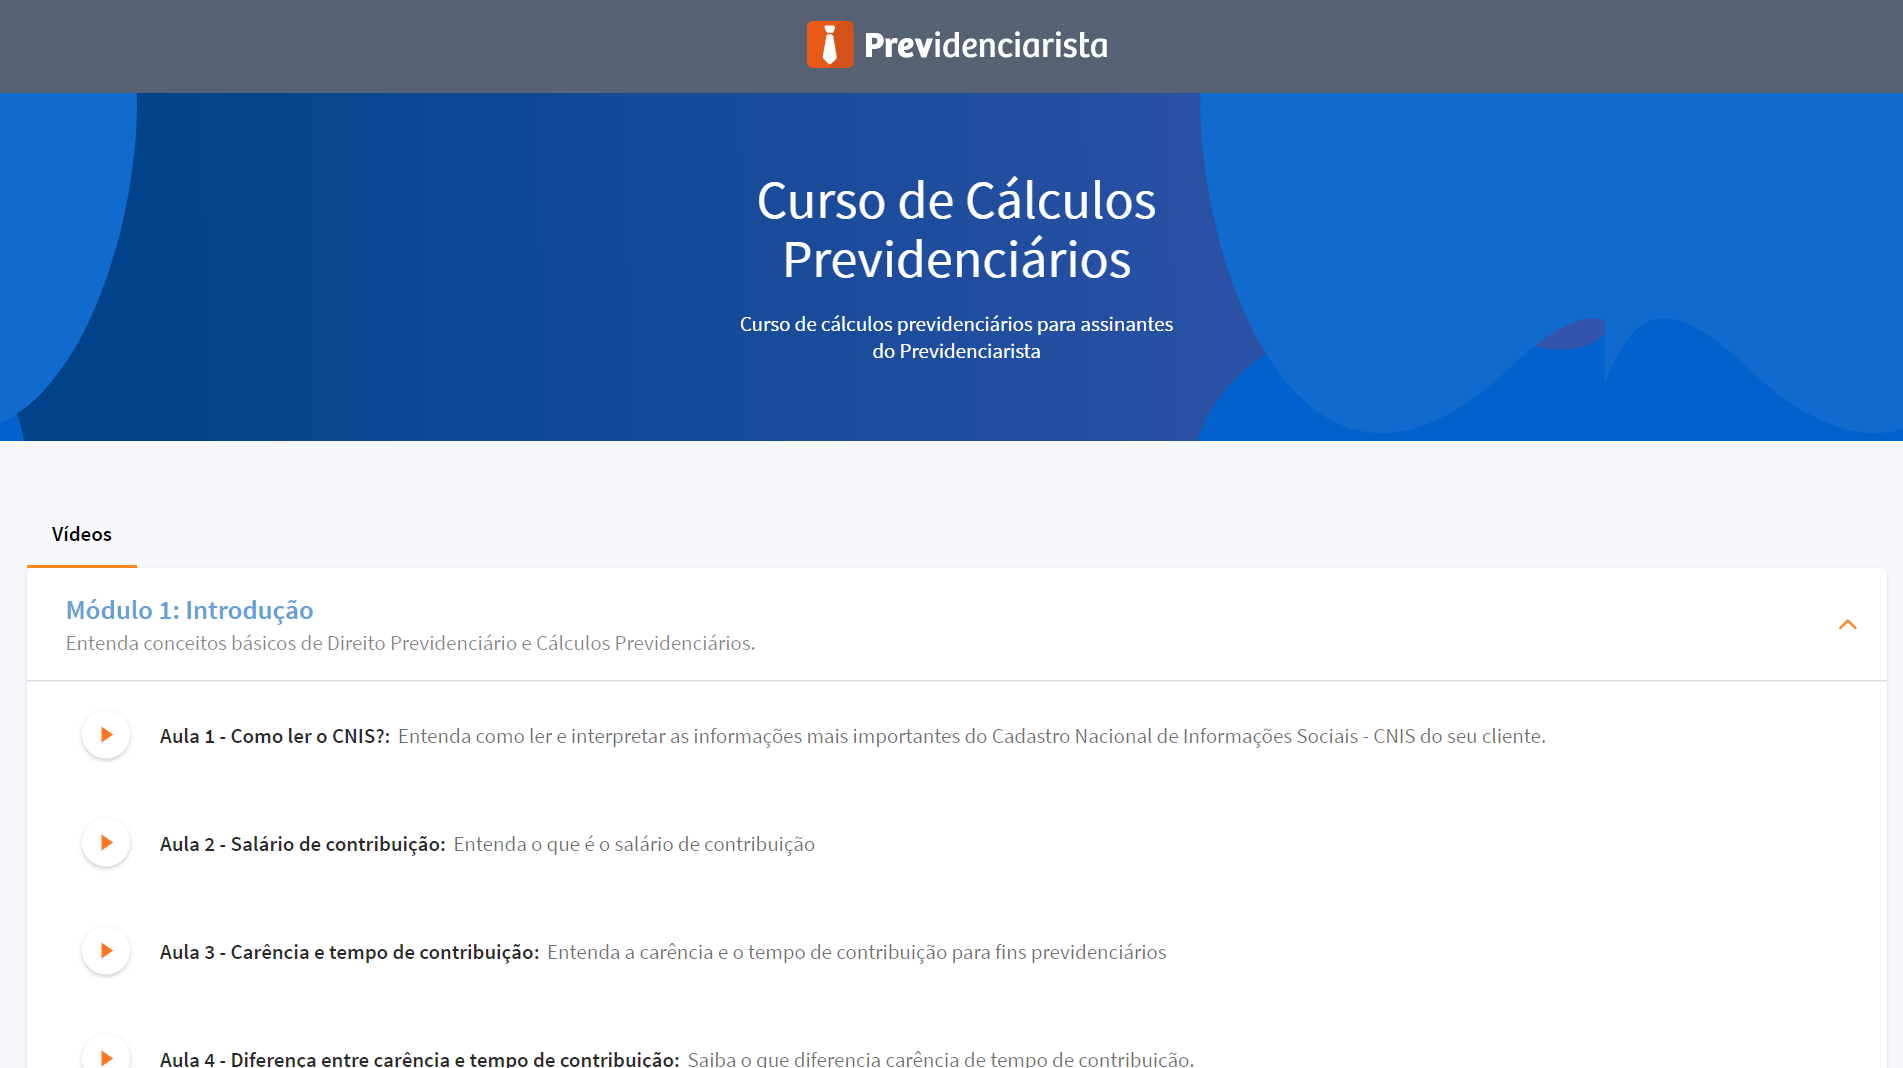 Previdenciarista
Curso de Cálculos
Previdenciários
Curso de cálculos previdenciários para assinantes
do Previdenciarista
Vídeos
Módulo 1: Introdução
Entenda conceitos básicos de Direito Previdenciário e Cálculos Previdenciários.
Aula 1 - Como ler o CNIS?: Entenda como ler e interpretar as informações mais importantes do Cadastro Nacional de Informações Sociais - CNIS do seu cliente.
Aula 2 - Salário de contribuição: Entenda o que é o salário de contribuição
Aula 3 - Carência e tempo de contribuição: Entenda a carência e o tempo de contribuição para fins previdenciários
Aula 4 - Diferença entre carência e tempo de contribuição: Saiba o que diferencia carência de tempo de contribuição.